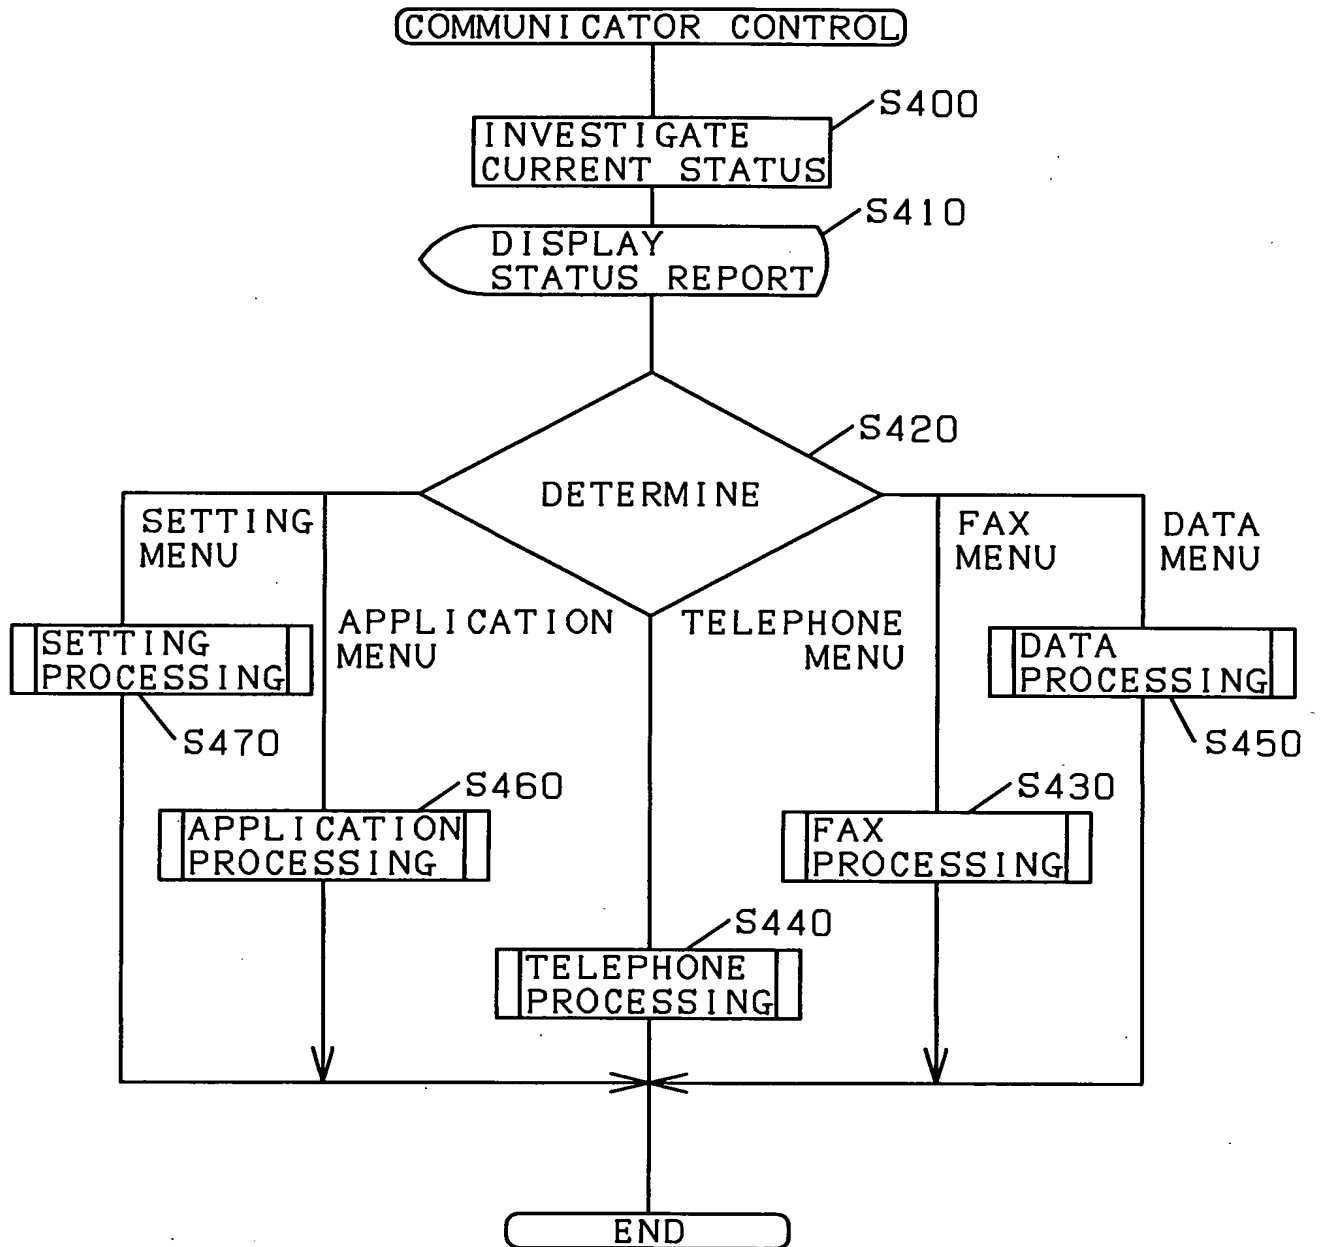 COMMUNICATOR CONTROL
S400
INVESTIGATE
CURRENT STATUS
S410
DISPLAY
STATUS REPORT
S420
DETERMINE
SETTING
MENU
FAX
MENU
DATA
MENU
APPLICATION
MENU
TELEPHONE
MENU
SETTING
PROCESSING
DATA
PROCESSING
S470
S450
S460
S430
APPLICATION
PROCESSING
FAX
PROCESSING
S440
TELEPHONE
PROCESSING
END